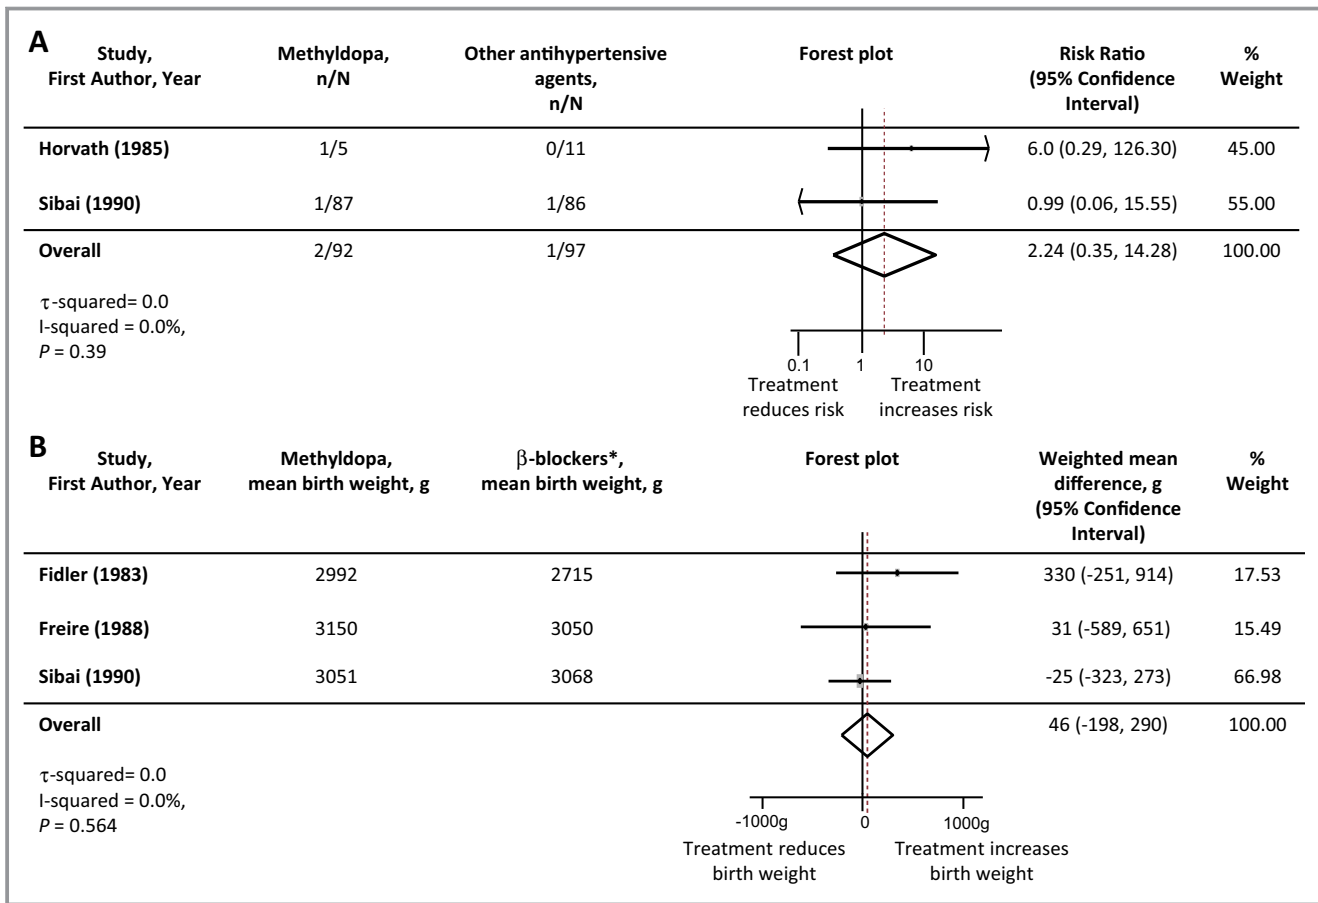 A
Study,
First Author, Year
Methyldopa,
n/N
Other antihypertensive
agents,
n/N
Forest plot
Risk Ratio
(95% Confidence
Interval)
%
Weight
Horvath (1985) 1/5 0/11 6.0 (0.29, 126.30) 45.00
Sibai (1990) 1/87 1/86 0.99 (0.06, 15.55) 55.00
Overall 2/92 1/97 2.24 (0.35, 14.28) 100.00
τ-squared= 0.0
I-squared = 0.0%,
P = 0.39
0.1 1 10
Treatment
reduces risk
Treatment
increases risk
B
Study,
First Author, Year
Methyldopa,
mean birth weight, g
β-blockers*,
mean birth weight, g
Forest plot
Weighted mean
difference, g
(95% Confidence
Interval)
%
Weight
Fidler (1983) 2992 2715 330 (-251, 914) 17.53
Freire (1988) 3150 3050 31 (-589, 651) 15.49
Sibai (1990) 3051 3068 -25 (-323, 273) 66.98
Overall 46 (-198, 290) 100.00
τ-squared= 0.0
I-squared = 0.0%,
P = 0.564
-1000g 0 1000g
Treatment reduces
birth weight
Treatment increases
birth weight